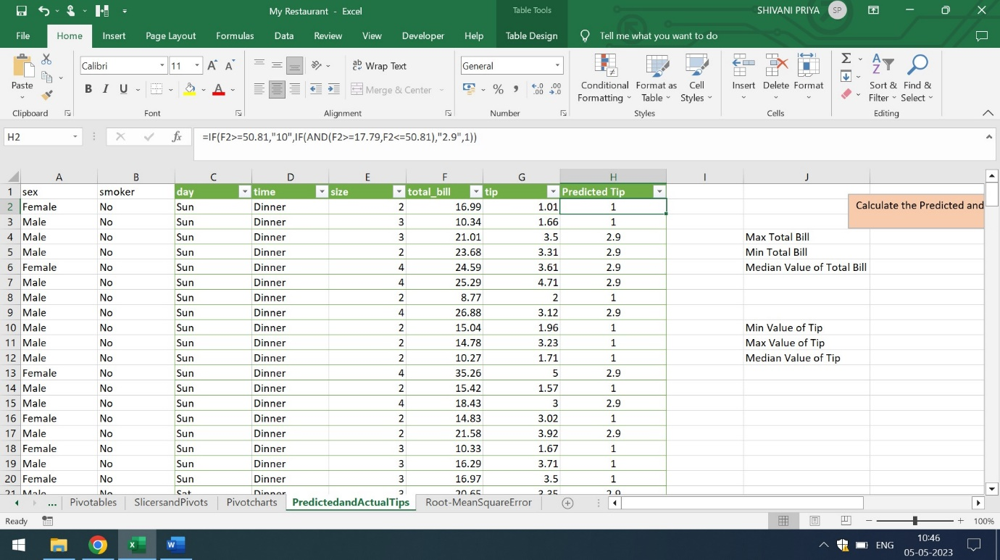 My Restaurant - Excel
Table Tools
SHIVANI PRIYA SP
File Home Insert Page Layout Formulas Data Review View Developer Help Table Design Tell me what you want to do
Paste
Calibri 11
B I U A
ab Wrap Text
Merge & Center
General
% ,
Conditional Formatting
Format as Table
Cell Styles
Insert Delete Format
Sort & Filter
Find & Select
Clipboard Font Alignment Number Styles Cells Editing
H2 fx =IF(F2>=50.81,"10",IF(AND(F2>=17.79,F2<=50.81),"2.9",1))
A B C D E F G H I J
1 sex smoker day time size total_bill tip Predicted Tip
2 Female No Sun Dinner 2 16.99 1.01 1 Calculate the Predicted and
3 Male No Sun Dinner 3 10.34 1.66 1
4 Male No Sun Dinner 3 21.01 3.5 2.9 Max Total Bill
5 Male No Sun Dinner 2 23.68 3.31 2.9 Min Total Bill
6 Female No Sun Dinner 4 24.59 3.61 2.9 Median Value of Total Bill
7 Male No Sun Dinner 4 25.29 4.71 2.9
8 Male No Sun Dinner 2 8.77 2 1
9 Male No Sun Dinner 4 26.88 3.12 2.9
10 Male No Sun Dinner 2 15.04 1.96 1 Min Value of Tip
11 Male No Sun Dinner 2 14.78 3.23 1 Max Value of Tip
12 Male No Sun Dinner 2 10.27 1.71 1 Median Value of Tip
13 Female No Sun Dinner 4 35.26 5 2.9
14 Male No Sun Dinner 2 15.42 1.57 1
15 Male No Sun Dinner 4 18.43 3 2.9
16 Female No Sun Dinner 2 14.83 3.02 1
17 Male No Sun Dinner 2 21.58 3.92 2.9
18 Female No Sun Dinner 3 10.33 1.67 1
19 Male No Sun Dinner 3 16.29 3.71 1
20 Female No Sun Dinner 3 16.97 3.5 1
21 Male No Sat Dinner 3 20.65 3.35 2.9
... Pivotables SlicersandPivots Pivotcharts PredictedandActualTips Root-MeanSquareError
Ready 100%
ENG 10:46
05-05-2023